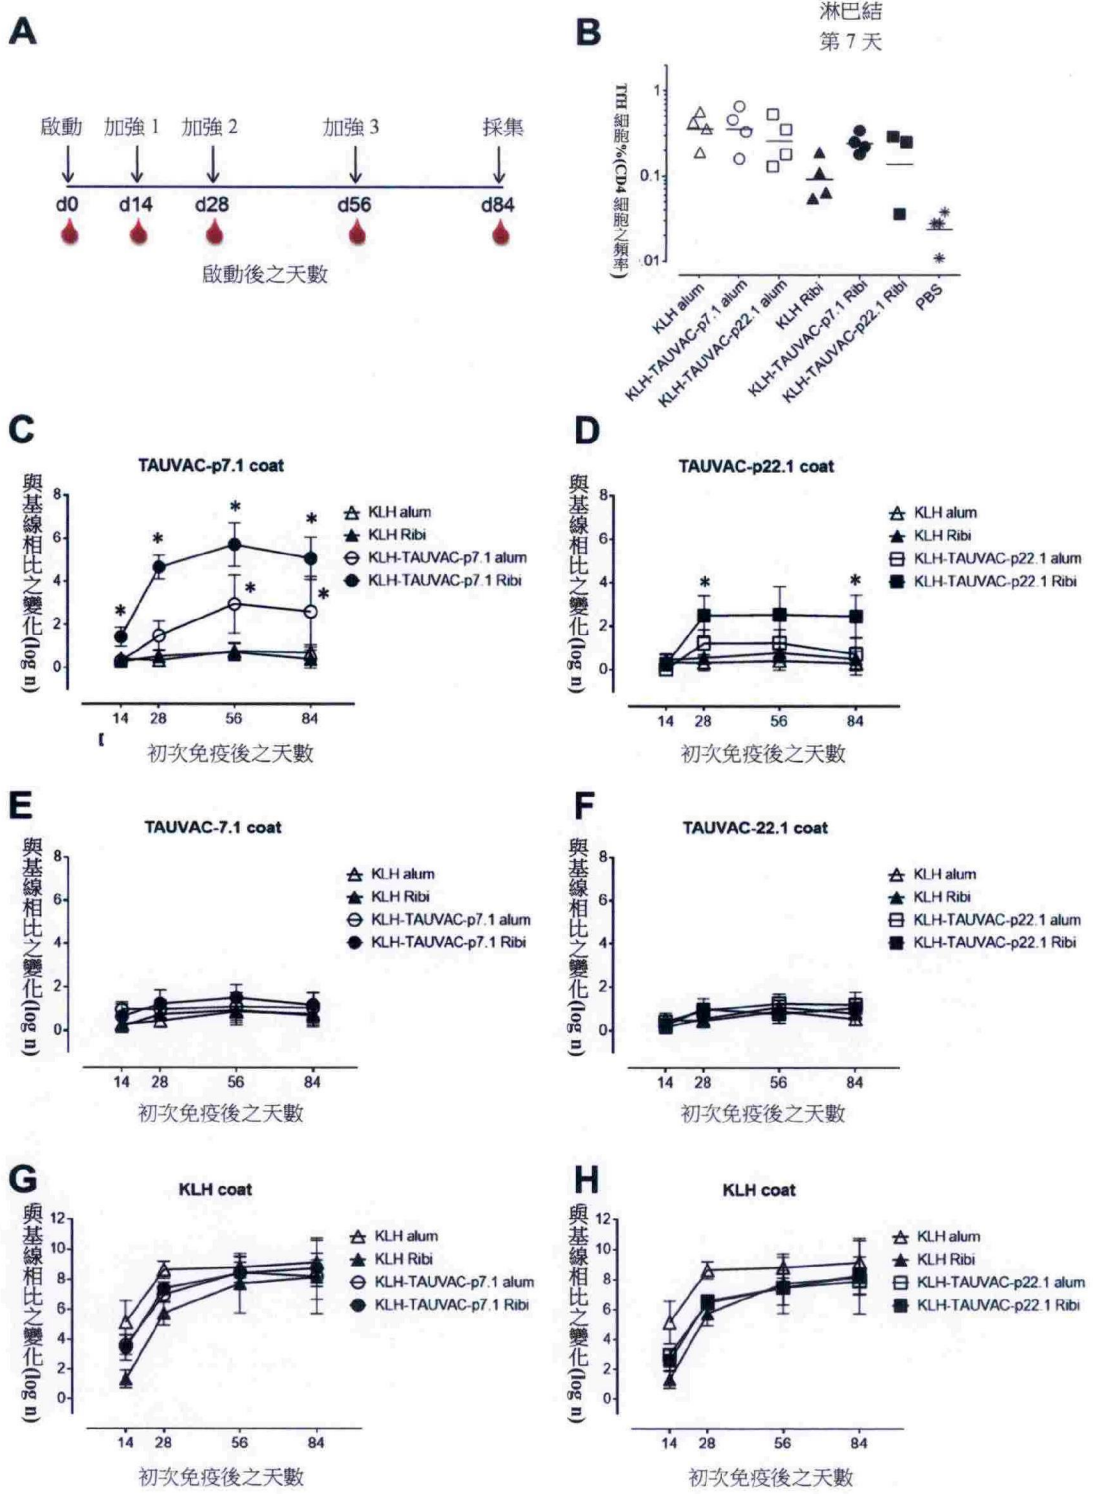 A
啟動 加強 1 加強 2 加強 3 採集
d0 d14 d28 d56 d84
啟動後之天數
B
淋巴結
第 7 天
TfH 細胞%(CD4 細胞之頻率)
1
0.1
.01
KLH alum
KLH-TAUVAC-p7.1 alum
KLH-TAUVAC-p22.1 alum
KLH Ribi
KLH-TAUVAC-p7.1 Ribi
KLH-TAUVAC-p22.1 Ribi
PBS
C
TAUVAC-p7.1 coat
與基線相比之變化(log n)
8
6
4
2
0
* * * * * *
KLH alum
KLH Ribi
KLH-TAUVAC-p7.1 alum
KLH-TAUVAC-p7.1 Ribi
14 28 56 84
初次免疫後之天數
D
TAUVAC-p22.1 coat
與基線相比之變化(log n)
8
6
4
2
0
* *
KLH alum
KLH Ribi
KLH-TAUVAC-p22.1 alum
KLH-TAUVAC-p22.1 Ribi
14 28 56 84
初次免疫後之天數
E
TAUVAC-7.1 coat
與基線相比之變化(log n)
8
6
4
2
0
KLH alum
KLH Ribi
KLH-TAUVAC-p7.1 alum
KLH-TAUVAC-p7.1 Ribi
14 28 56 84
初次免疫後之天數
F
TAUVAC-22.1 coat
與基線相比之變化(log n)
8
6
4
2
0
KLH alum
KLH Ribi
KLH-TAUVAC-p22.1 alum
KLH-TAUVAC-p22.1 Ribi
14 28 56 84
初次免疫後之天數
G
KLH coat
與基線相比之變化(log n)
12
10
8
6
4
2
0
KLH alum
KLH Ribi
KLH-TAUVAC-p7.1 alum
KLH-TAUVAC-p7.1 Ribi
14 28 56 84
初次免疫後之天數
H
KLH coat
與基線相比之變化(log n)
12
10
8
6
4
2
0
KLH alum
KLH Ribi
KLH-TAUVAC-p22.1 alum
KLH-TAUVAC-p22.1 Ribi
14 28 56 84
初次免疫後之天數